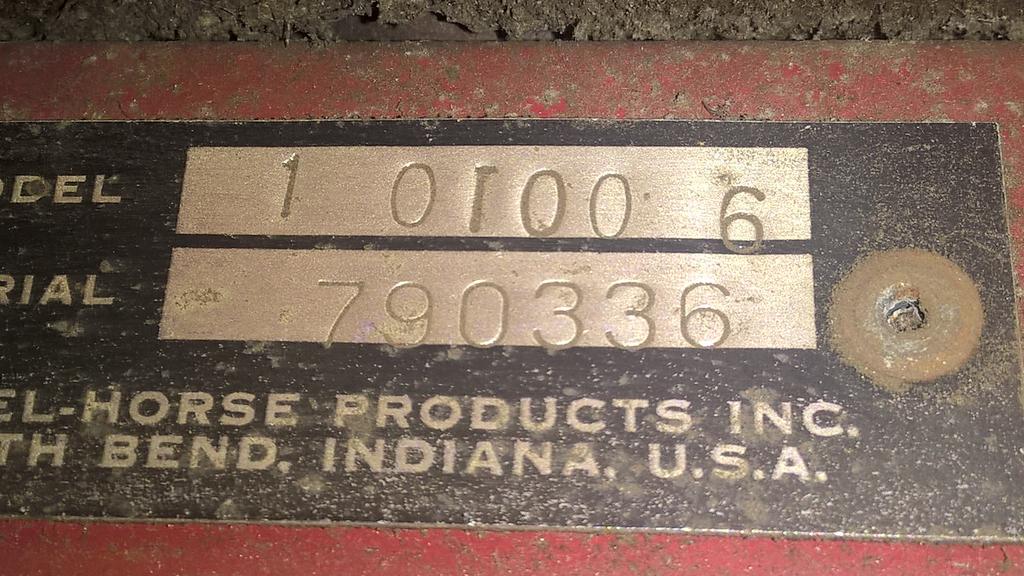 ODEL 1 0100 6
RIAL 790336
EL-HORSE PRODUCTS INC.
TH BEND, INDIANA, U.S.A.